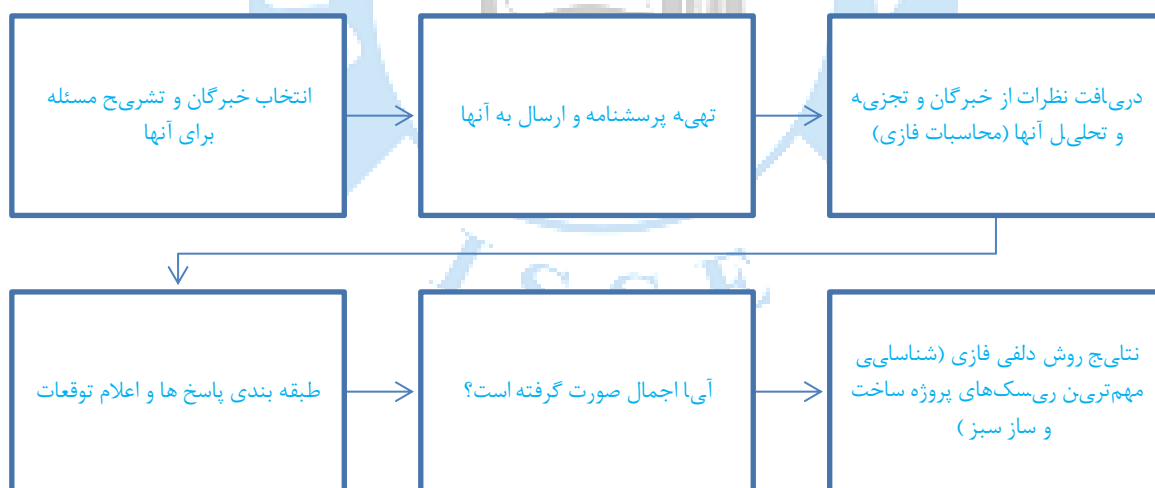 انتخاب خبرگان و تشریح مسئله
برای آنها
تهیه پرسشنامه و ارسال به آنها
دریافت نظرات از خبرگان و تجزیه
و تحلیل آنها (محاسبات فازی)
طبقه بندی پاسخ ها و اعلام توقعات
آیا اجمال صورت گرفته است؟
نتایج روش دلفی فازی (شناسایی
مهم‌ترین ریسک‌های پروژه ساخت
و ساز سبز )